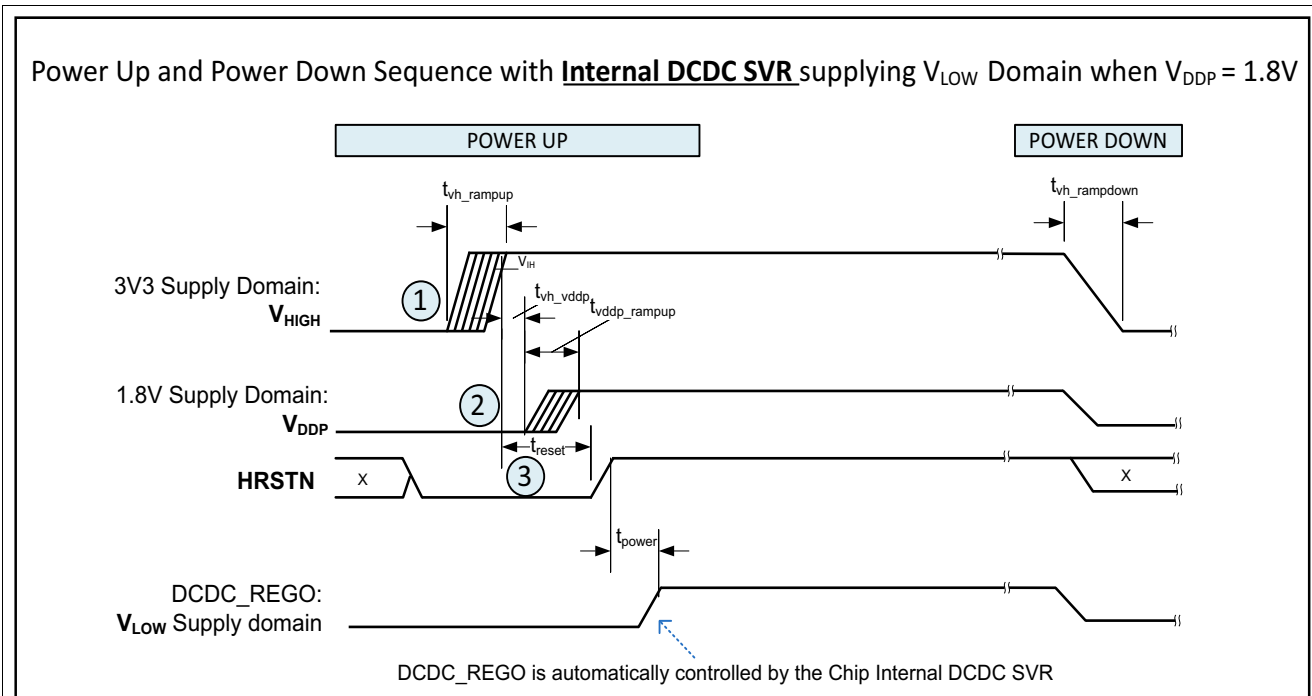 Power Up and Power Down Sequence with Internal DCDC SVR supplying VLOW Domain when VDDP = 1.8V
POWER UP
POWER DOWN
tvh_rampup
tvh_rampdown
VIH
3V3 Supply Domain:
VHIGH
1
tvh_vddp
tvddp_rampup
1.8V Supply Domain:
VDDP
2
treset
HRSTN
X
3
X
tpower
DCDC_REGO:
VLOW Supply domain
DCDC_REGO is automatically controlled by the Chip Internal DCDC SVR